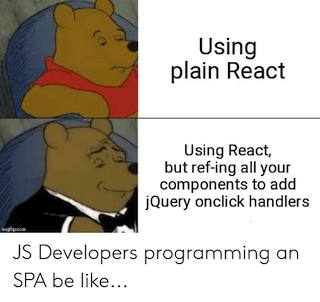 Using
plain React
Using React,
but ref-ing all your
components to add
jQuery onclick handlers
imgflip.com
JS Developers programming an
SPA be like...